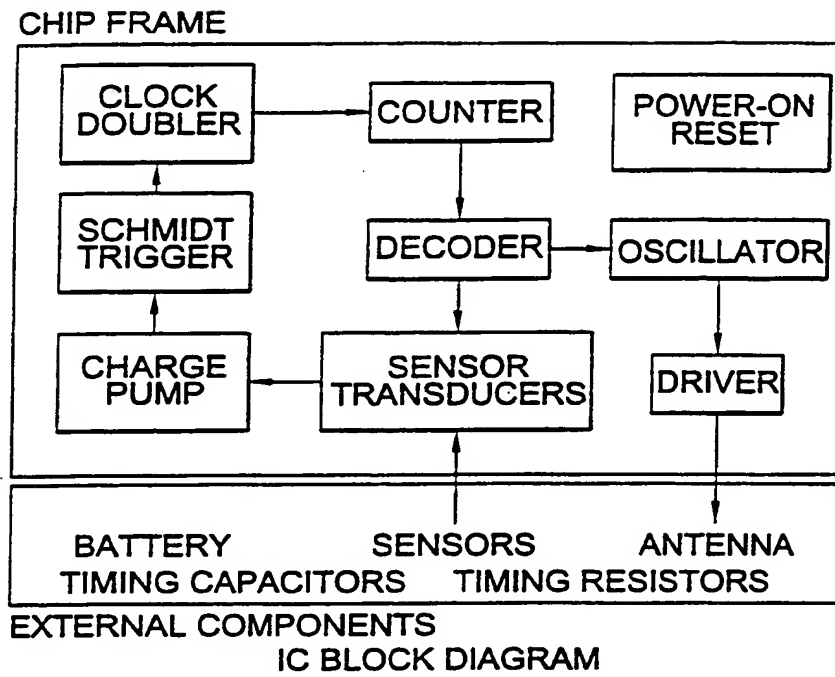 CHIP FRAME
CLOCK
DOUBLER
COUNTER
POWER-ON
RESET
SCHMIDT
TRIGGER
DECODER
OSCILLATOR
CHARGE
PUMP
SENSOR
TRANSDUCERS
DRIVER
BATTERY
SENSORS
ANTENNA
TIMING CAPACITORS
TIMING RESISTORS
EXTERNAL COMPONENTS
IC BLOCK DIAGRAM